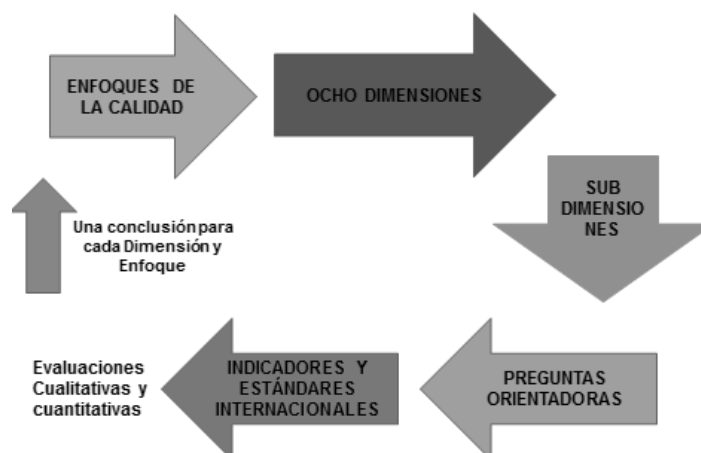 ENFOQUES DE
LA CALIDAD
OCHO DIMENSIONES
SUB
DIMENSIO
NES
PREGUNTAS
ORIENTADORAS
INDICADORES Y
ESTÁNDARES
INTERNACIONALES
Evaluaciones
Cualitativas y
cuantitativas
Una conclusión para
cada Dimensión y
Enfoque